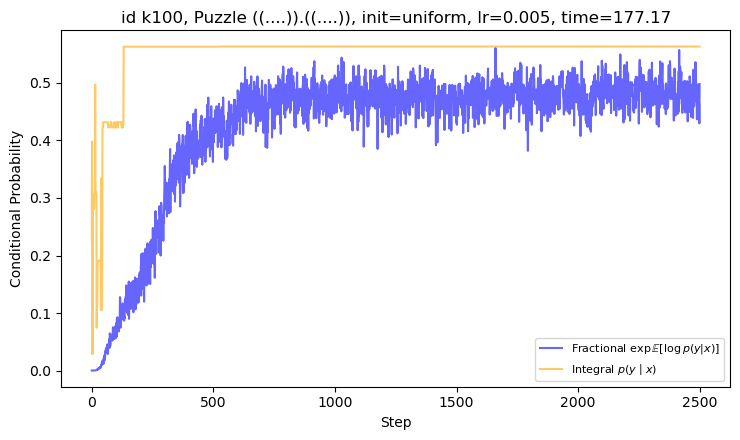 id k100, Puzzle ((....)).((....)), init=uniform, lr=0.005, time=177.17
Conditional Probability
0.5
0.4
0.3
0.2
0.1
0.0
Fractional exp𝔼[log p(y|x)]
Integral p(y | x)
0 500 1000 1500 2000 2500
Step